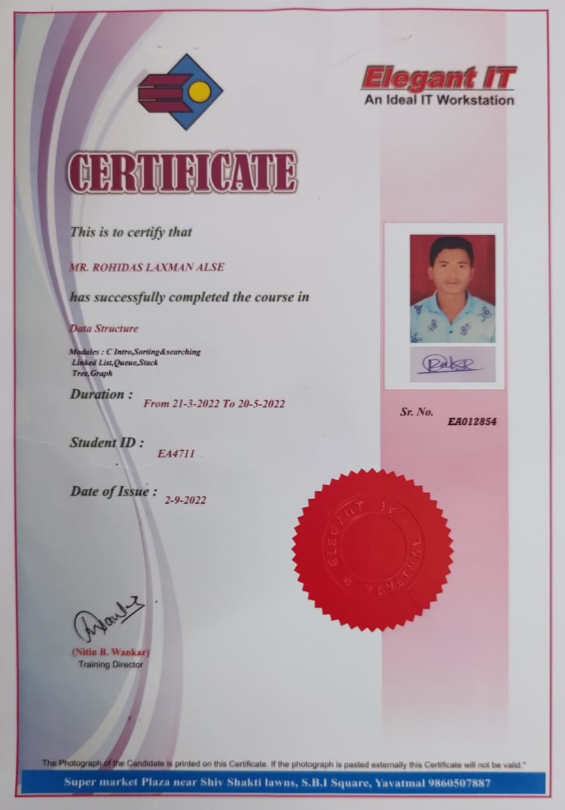 Elegant IT
An Ideal IT Workstation
CERTIFICATE
This is to certify that
MR. ROHIDAS LAXMAN ALSE
has successfully completed the course in
Data Structure
Modules : C Intro,Sorting&searching
Linked List,Queue,Stack
Tree,Graph
Duration : From 21-3-2022 To 20-5-2022
Sr. No. EA012854
Student ID : EA4711
Date of Issue : 2-9-2022
ELEGANT IT
YAVATMAL
(Nitin B. Wankar)
Training Director
The Photograph of the Candidate is printed on this Certificate. If the photograph is pasted externally this Certificate will not be valid."
Super market Plaza near Shiv Shakti lawns, S.B.I Square, Yavatmal 9860507887